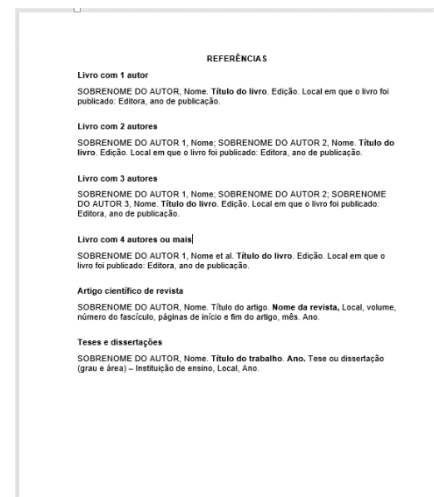 REFERÊNCIAS
Livro com 1 autor
SOBRENOME DO AUTOR, Nome. Título do livro. Edição. Local em que o livro foi
publicado: Editora, ano de publicação.
Livro com 2 autores
SOBRENOME DO AUTOR 1, Nome; SOBRENOME DO AUTOR 2, Nome. Título do
livro. Edição. Local em que o livro foi publicado: Editora, ano de publicação.
Livro com 3 autores
SOBRENOME DO AUTOR 1, Nome; SOBRENOME DO AUTOR 2; SOBRENOME
DO AUTOR 3, Nome. Título do livro. Edição. Local em que o livro foi publicado:
Editora, ano de publicação.
Livro com 4 autores ou mais
SOBRENOME DO AUTOR 1, Nome et al. Título do livro. Edição. Local em que o
livro foi publicado: Editora, ano de publicação.
Artigo científico de revista
SOBRENOME DO AUTOR, Nome. Título do artigo. Nome da revista, Local, volume,
número do fascículo, páginas de início e fim do artigo, mês. Ano.
Teses e dissertações
SOBRENOME DO AUTOR, Nome. Título do trabalho. Ano. Tese ou dissertação
(grau e área) – Instituição de ensino, Local, Ano.